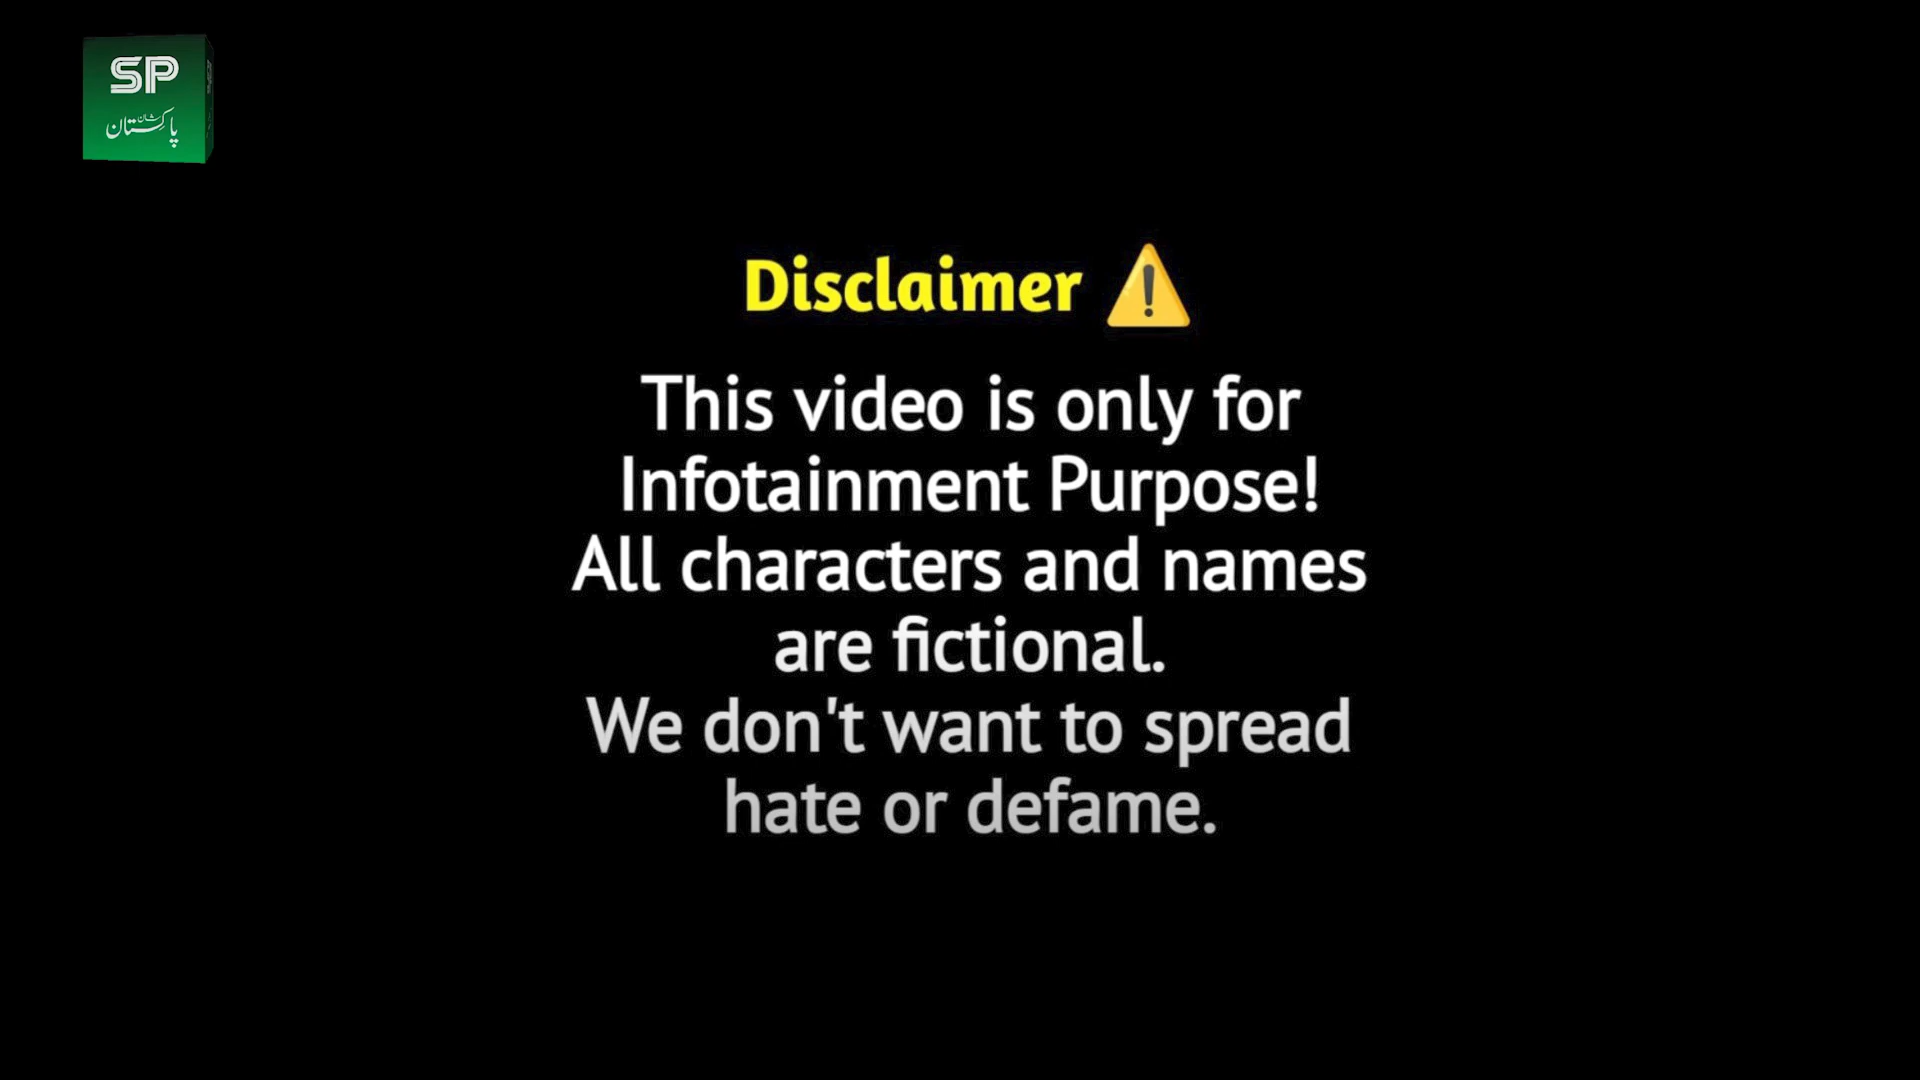 SP
شان
پاکستان
Disclaimer ⚠️
This video is only for
Infotainment Purpose!
All characters and names
are fictional.
We don't want to spread
hate or defame.